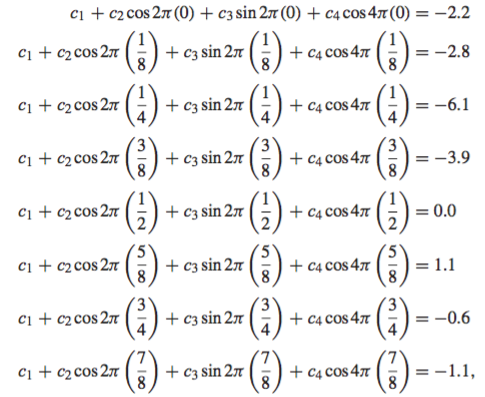 c₁ + c₂ cos 2π(0) + c₃ sin 2π(0) + c₄ cos 4π(0) = −2.2
c₁ + c₂ cos 2π (1/8) + c₃ sin 2π (1/8) + c₄ cos 4π (1/8) = −2.8
c₁ + c₂ cos 2π (1/4) + c₃ sin 2π (1/4) + c₄ cos 4π (1/4) = −6.1
c₁ + c₂ cos 2π (3/8) + c₃ sin 2π (3/8) + c₄ cos 4π (3/8) = −3.9
c₁ + c₂ cos 2π (1/2) + c₃ sin 2π (1/2) + c₄ cos 4π (1/2) = 0.0
c₁ + c₂ cos 2π (5/8) + c₃ sin 2π (5/8) + c₄ cos 4π (5/8) = 1.1
c₁ + c₂ cos 2π (3/4) + c₃ sin 2π (3/4) + c₄ cos 4π (3/4) = −0.6
c₁ + c₂ cos 2π (7/8) + c₃ sin 2π (7/8) + c₄ cos 4π (7/8) = −1.1,